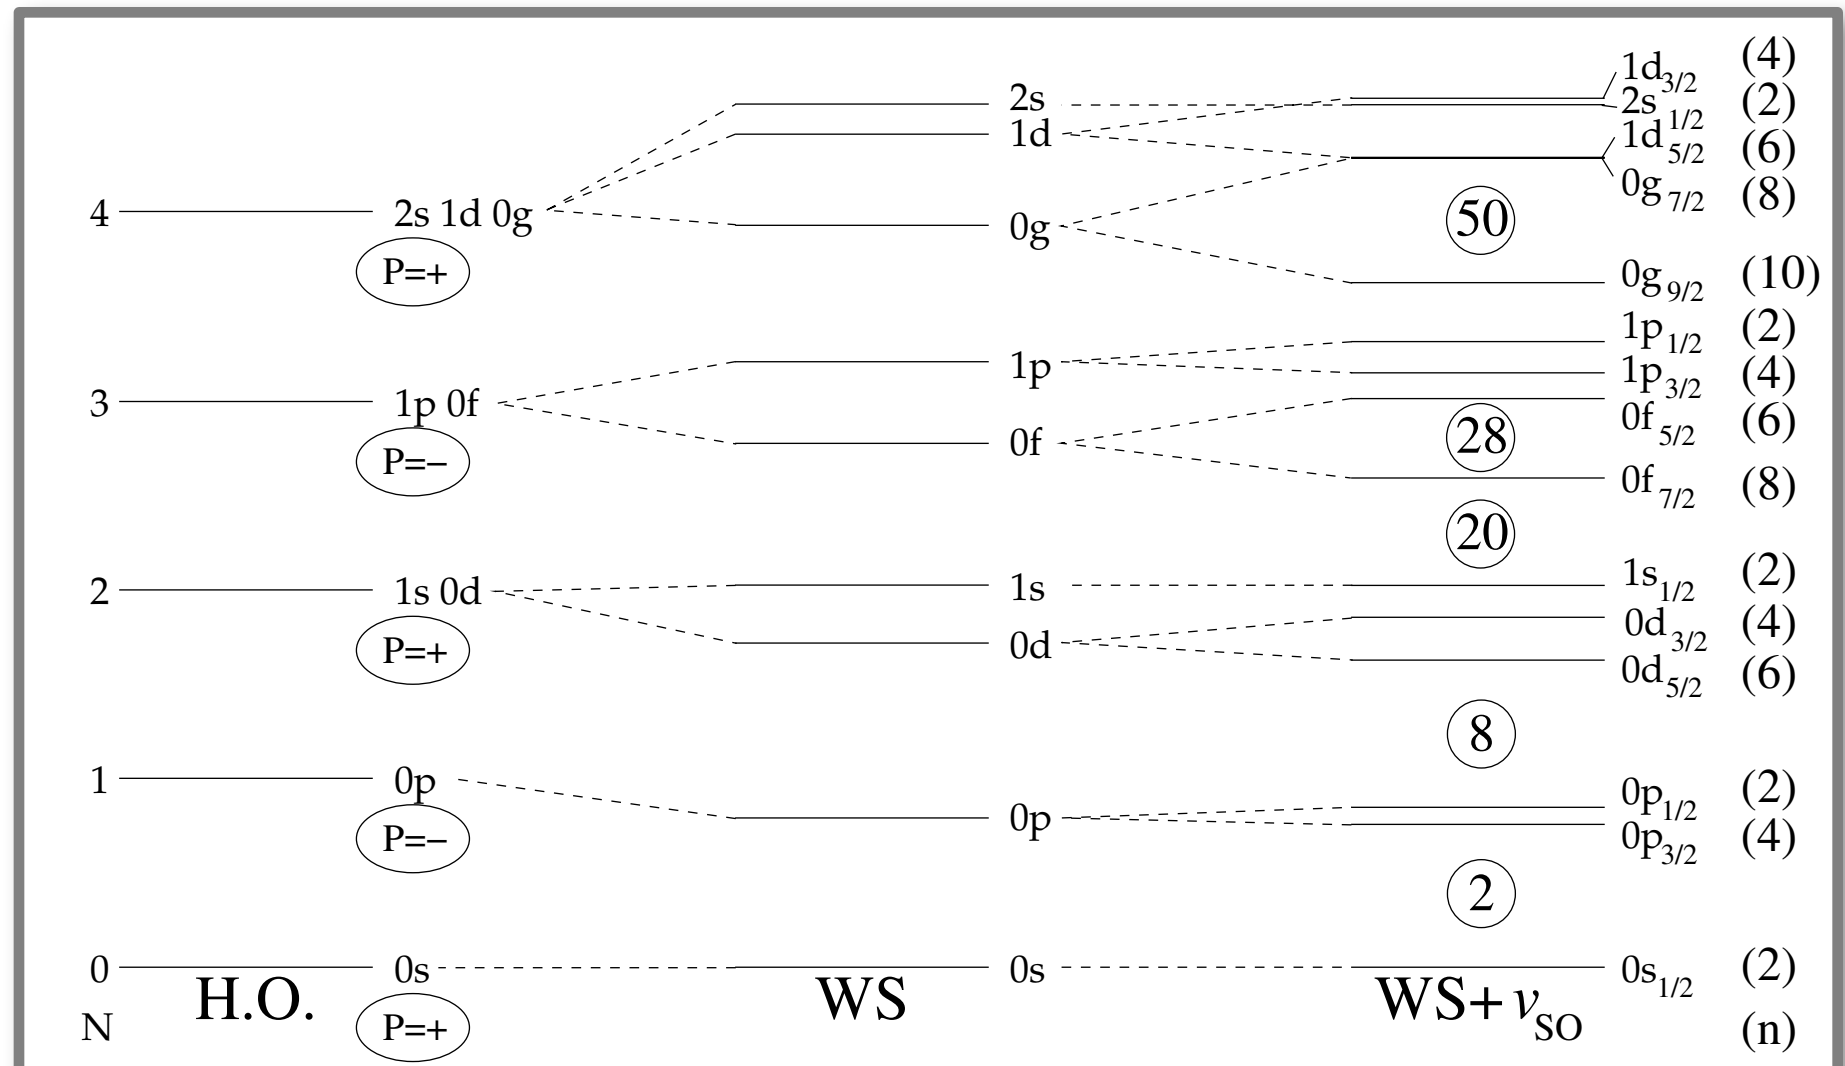 1d3/2 (4)
2s 2s1/2 (2)
1d 1d5/2 (6)
4 2s 1d 0g 0g7/2 (8)
0g 50
P=+ 0g9/2 (10)
1p1/2 (2)
1p 1p3/2 (4)
3 1p 0f 0f5/2 (6)
0f 28
P=− 0f7/2 (8)
20
2 1s 0d 1s 1s1/2 (2)
0d3/2 (4)
P=+ 0d 0d5/2 (6)
8
1 0p 0p1/2 (2)
0p 0p3/2 (4)
P=−
2
0 0s 0s 0s1/2 (2)
H.O. WS WS+vSO
N P=+ (n)